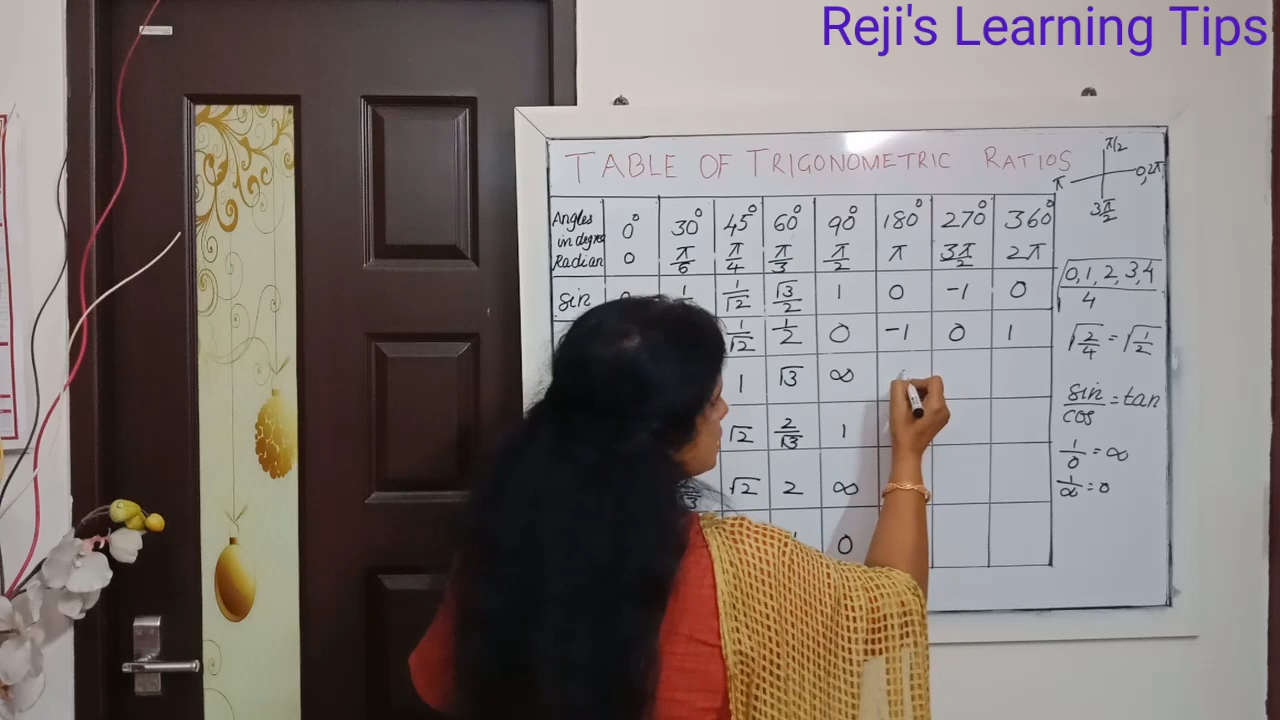 Reji's Learning Tips
TABLE OF TRIGONOMETRIC RATIOS
π/2
π 0,2π
3π/2
Angles in degree 0° 30° 45° 60° 90° 180° 270° 360°
Radian 0 π/6 π/4 π/3 π/2 π 3π/2 2π
sin 1/√2 √3/2 1 0 -1 0
1/√2 1/2 0 -1 0 1
1 √3 ∞
√2 2/√3 1
√2 2 ∞
0
√0,1,2,3,4/4
√2/4 = √1/2
sin/cos = tan
1/0 = ∞
1/∞ = 0